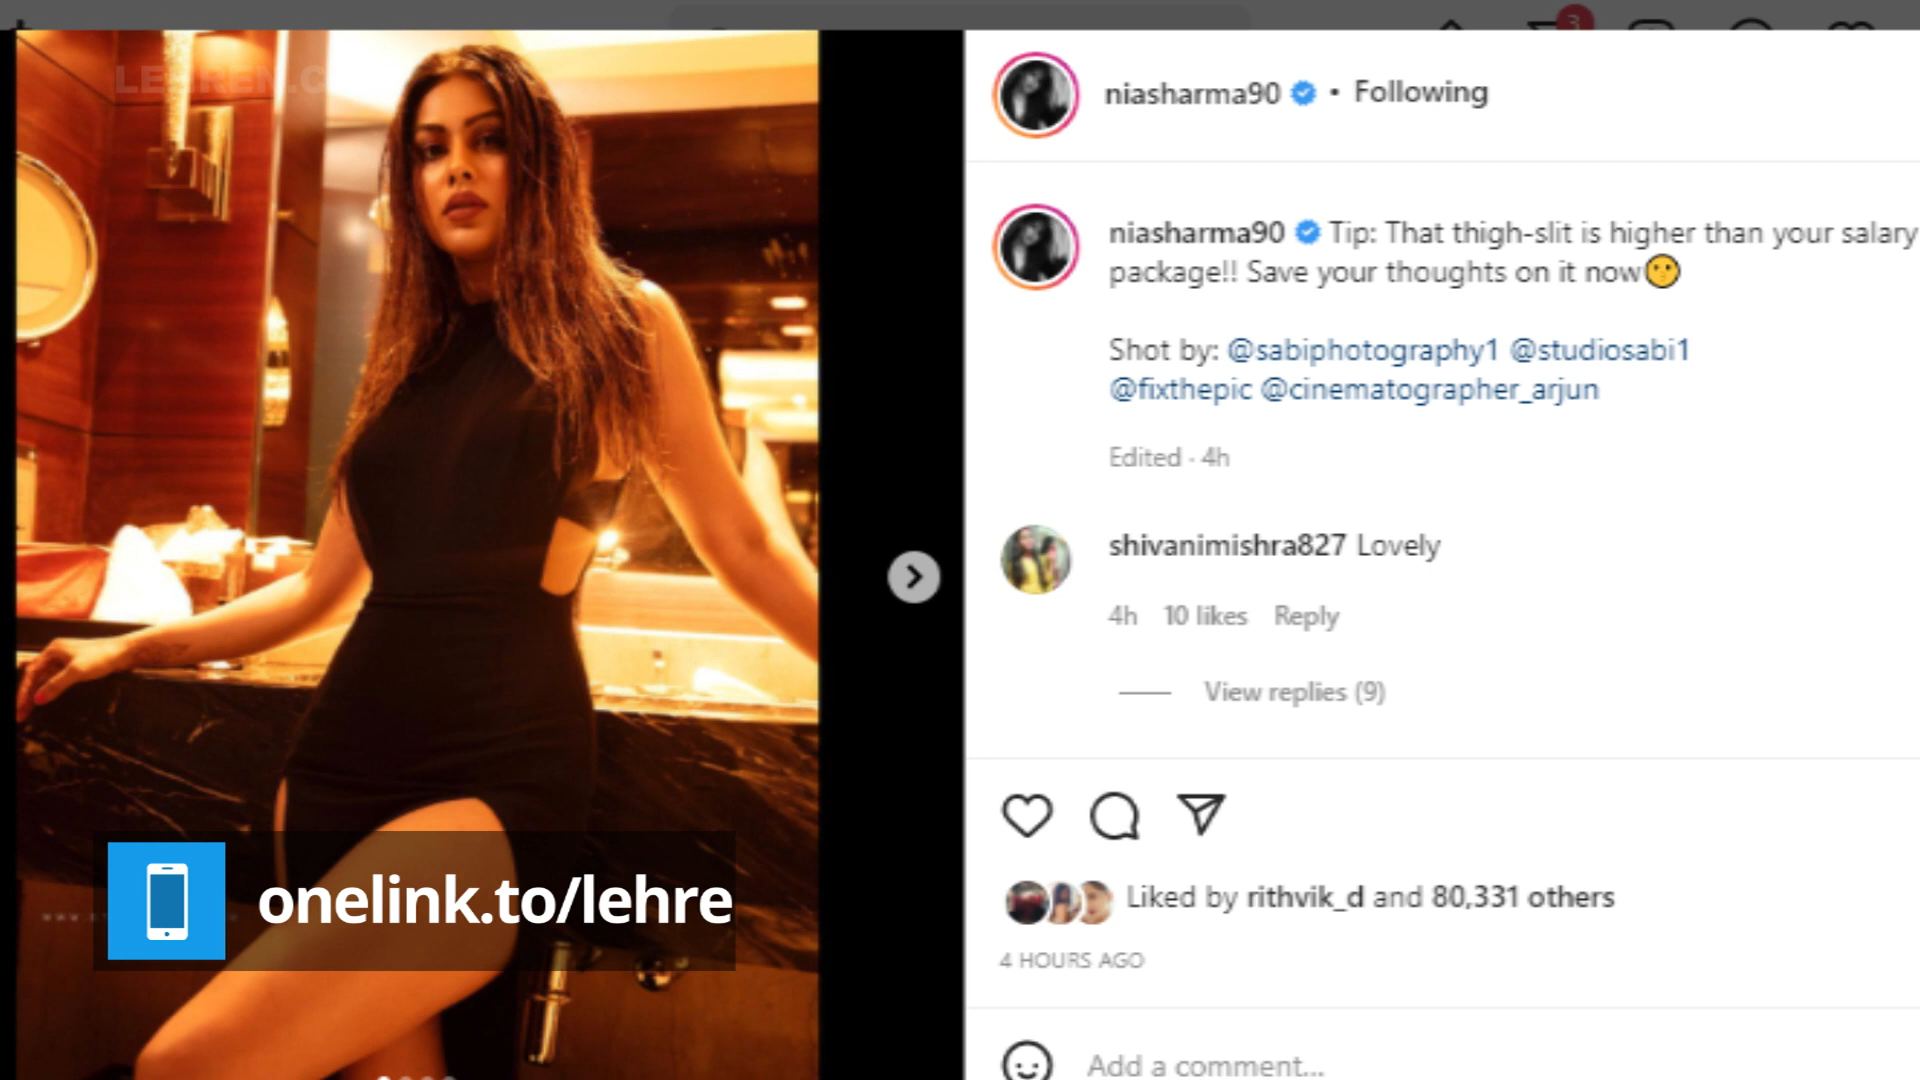 3
LEHREN.C
niasharma90 • Following
niasharma90 Tip: That thigh-slit is higher than your salary
package!! Save your thoughts on it now😶
Shot by: @sabiphotography1 @studiosabi1
@fixthepic @cinematographer_arjun
Edited · 4h
shivanimishra827 Lovely
4h 10 likes Reply
View replies (9)
Liked by rithvik_d and 80,331 others
4 HOURS AGO
Add a comment...
onelink.to/lehre